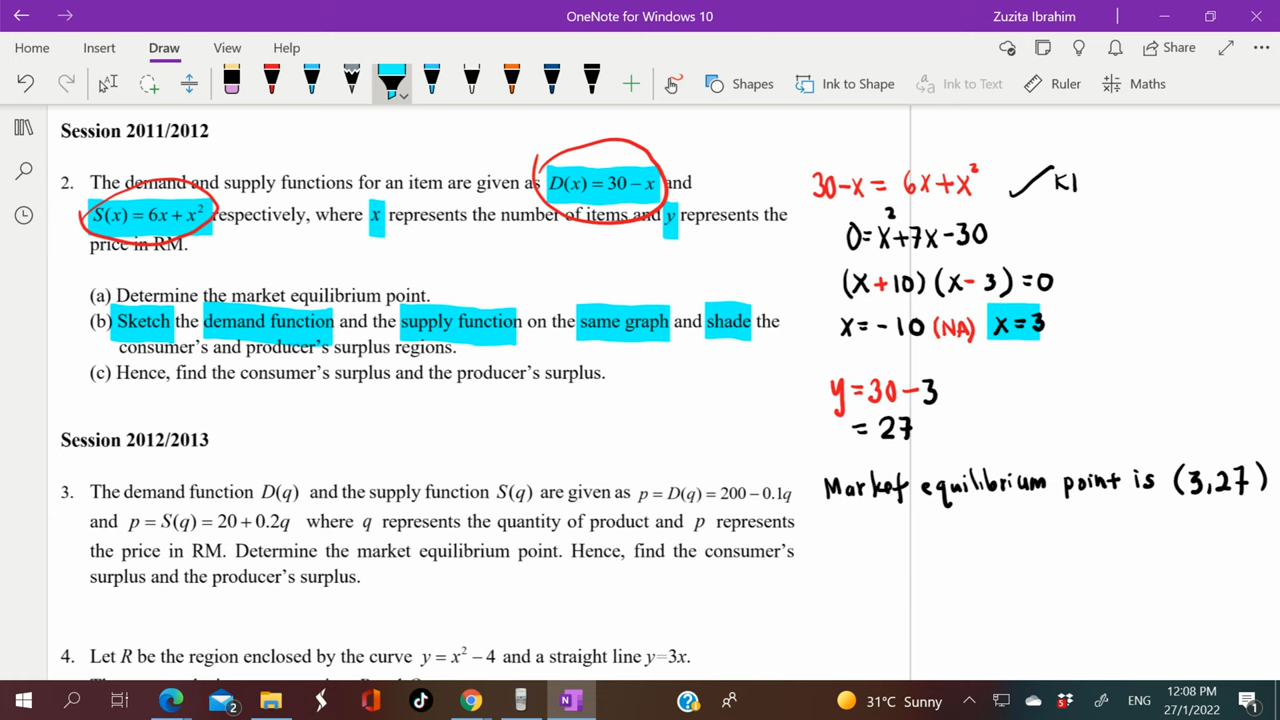 OneNote for Windows 10
Zuzita Ibrahim
Home Insert Draw View Help
Share
Shapes
Ink to Shape
Ink to Text
Ruler
Maths
Session 2011/2012
2. The demand and supply functions for an item are given as D(x) = 30 − x and
S(x) = 6x + x² respectively, where x represents the number of items and y represents the
price in RM.
(a) Determine the market equilibrium point.
(b) Sketch the demand function and the supply function on the same graph and shade the
consumer's and producer's surplus regions.
(c) Hence, find the consumer's surplus and the producer's surplus.
Session 2012/2013
3. The demand function D(q) and the supply function S(q) are given as p = D(q) = 200 − 0.1q
and p = S(q) = 20 + 0.2q where q represents the quantity of product and p represents
the price in RM. Determine the market equilibrium point. Hence, find the consumer's
surplus and the producer's surplus.
4. Let R be the region enclosed by the curve y = x² − 4 and a straight line y=3x.
30 - x = 6x + x² ✓ K1
0 = x² + 7x - 30
(x + 10) (x - 3) = 0
x = - 10 (NA) x = 3
y = 30 - 3
= 27
Market equilibrium point is (3,27)
2
31°C Sunny
ENG
12:08 PM
27/1/2022
1